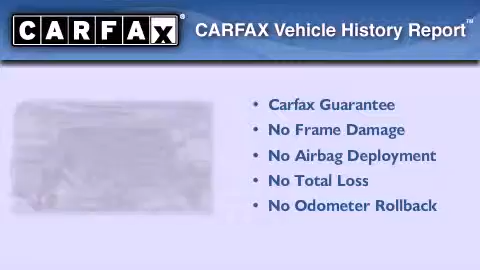 CARFAX® CARFAX Vehicle History Report™
• Carfax Guarantee
• No Frame Damage
• No Airbag Deployment
• No Total Loss
• No Odometer Rollback